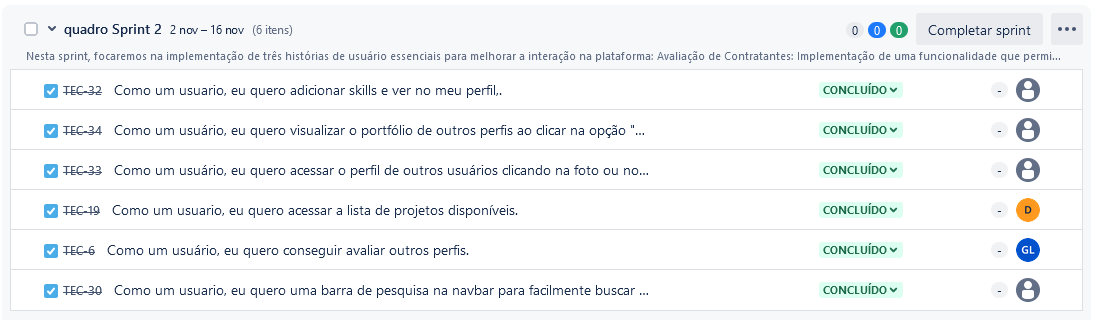 quadro Sprint 2 2 nov – 16 nov (6 itens) 0 0 0 Completar sprint
Nesta sprint, focaremos na implementação de três histórias de usuário essenciais para melhorar a interação na plataforma: Avaliação de Contratantes: Implementação de uma funcionalidade que permi...
TEC-32 Como um usuario, eu quero adicionar skills e ver no meu perfil,. CONCLUÍDO -
TEC-34 Como um usuário, eu quero visualizar o portfólio de outros perfis ao clicar na opção "... CONCLUÍDO -
TEC-33 Como um usuário, eu quero acessar o perfil de outros usuários clicando na foto ou no... CONCLUÍDO -
TEC-19 Como um usuario, eu quero acessar a lista de projetos disponíveis. CONCLUÍDO - D
TEC-6 Como um usuário, eu quero conseguir avaliar outros perfis. CONCLUÍDO - GL
TEC-30 Como um usuario, eu quero uma barra de pesquisa na navbar para facilmente buscar ... CONCLUÍDO -